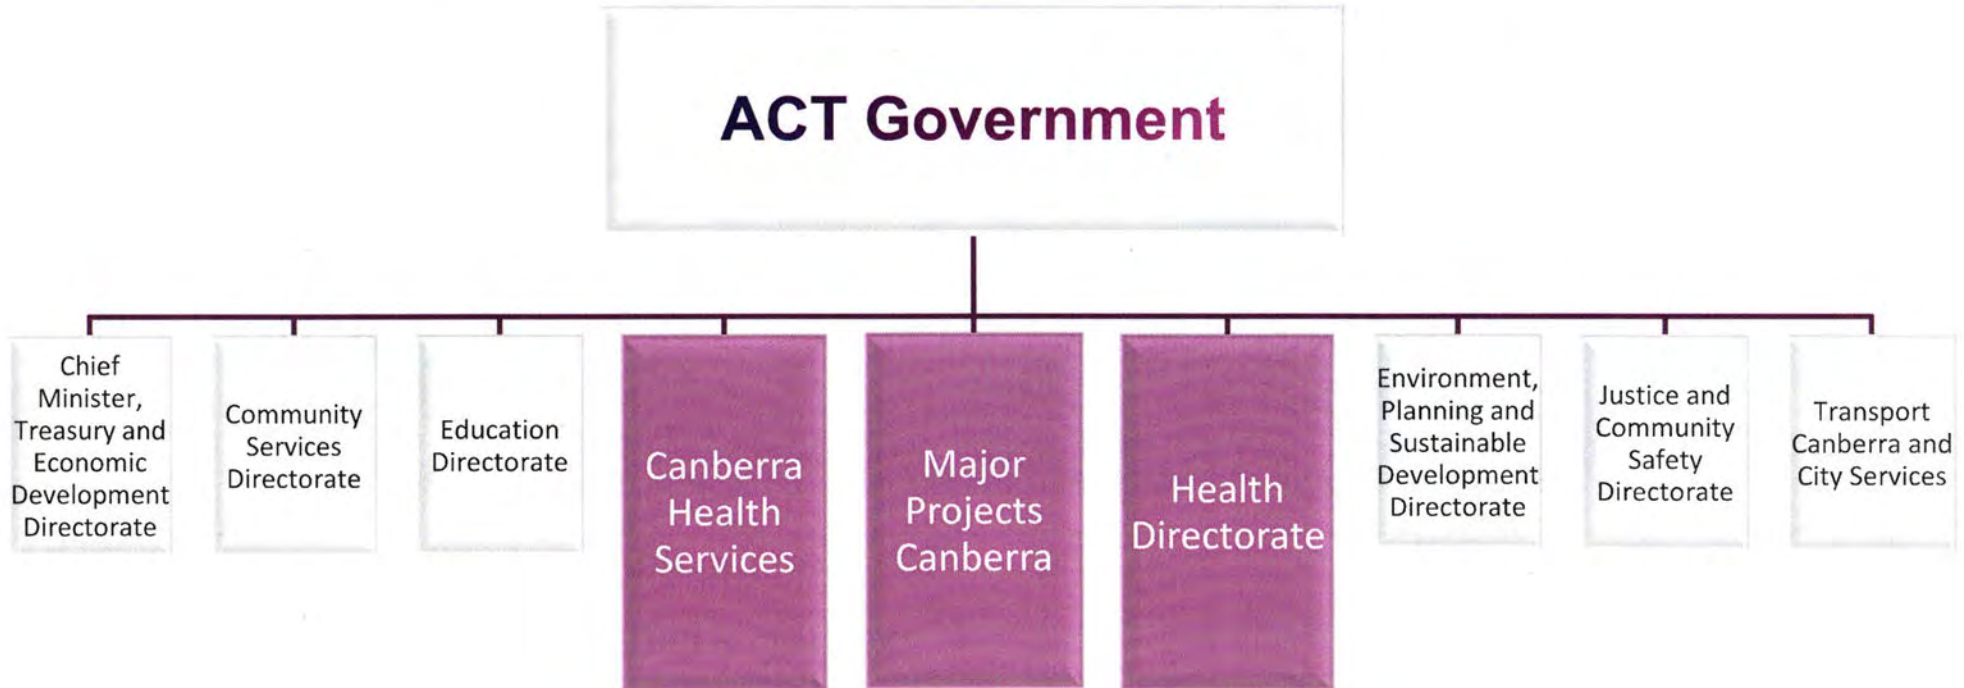 ACT Government
Chief
Minister,
Treasury and
Economic
Development
Directorate
Community
Services
Directorate
Education
Directorate
Canberra
Health
Services
Major
Projects
Canberra
Health
Directorate
Environment,
Planning and
Sustainable
Development
Directorate
Justice and
Community
Safety
Directorate
Transport
Canberra and
City Services